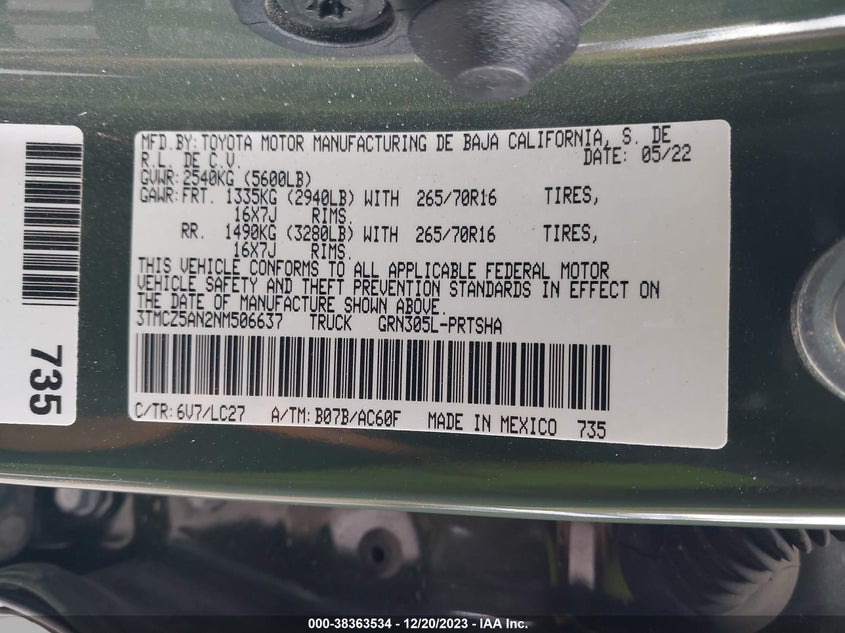 MFD.BY:TOYOTA MOTOR MANUFACTURING DE BAJA CALIFORNIA, S. DE
R.L. DE C.V. DATE: 05/22
GVWR:2540KG (5600LB)
GAWR:FRT. 1335KG (2940LB) WITH 265/70R16 TIRES,
16X7J RIMS.
RR. 1490KG (3280LB) WITH 265/70R16 TIRES,
16X7J RIMS.
THIS VEHICLE CONFORMS TO ALL APPLICABLE FEDERAL MOTOR
VEHICLE SAFETY AND THEFT PREVENTION STANDARDS IN EFFECT ON
THE DATE OF MANUFACTURE SHOWN ABOVE.
3TMCZ5AN2NM506637 TRUCK GRN305L-PRTSHA
C/TR:6V7/LC27 A/TM:B07B/AC60F MADE IN MEXICO 735
735
000-38363534 - 12/20/2023 - IAA Inc.